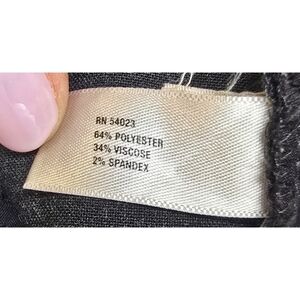 RN 54023
64% POLYESTER
34% VISCOSE
2% SPANDEX